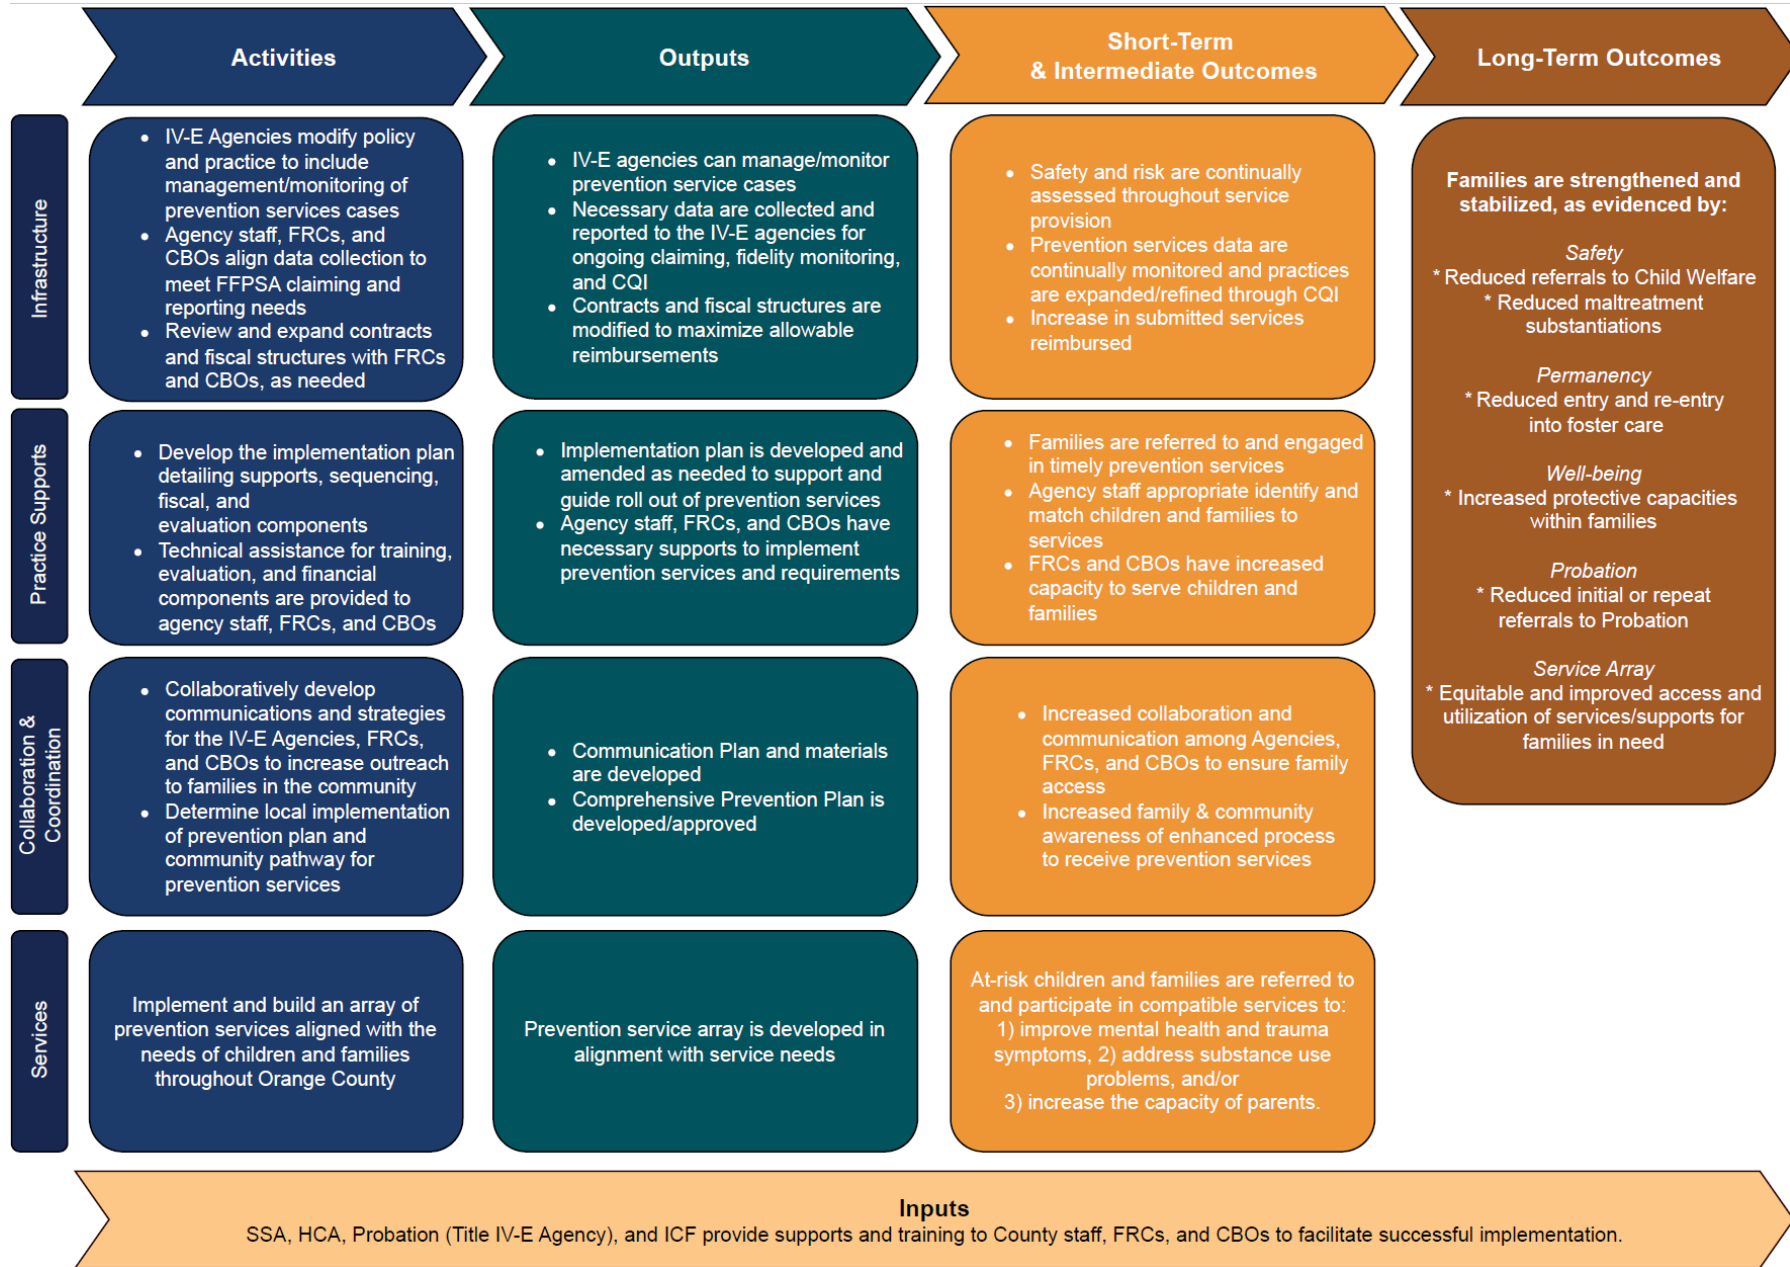 Activities
Outputs
Short-Term
& Intermediate Outcomes
Long-Term Outcomes
Infrastructure
• IV-E Agencies modify policy
and practice to include
management/monitoring of
prevention services cases
• Agency staff, FRCs, and
CBOs align data collection to
meet FFPSA claiming and
reporting needs
• Review and expand contracts
and fiscal structures with FRCs
and CBOs, as needed
• IV-E agencies can manage/monitor
prevention service cases
• Necessary data are collected and
reported to the IV-E agencies for
ongoing claiming, fidelity monitoring,
and CQI
• Contracts and fiscal structures are
modified to maximize allowable
reimbursements
• Safety and risk are continually
assessed throughout service
provision
• Prevention services data are
continually monitored and practices
are expanded/refined through CQI
• Increase in submitted services
reimbursed
Families are strengthened and
stabilized, as evidenced by:
Safety
* Reduced referrals to Child Welfare
* Reduced maltreatment
substantiations
Permanency
* Reduced entry and re-entry
into foster care
Well-being
* Increased protective capacities
within families
Probation
* Reduced initial or repeat
referrals to Probation
Service Array
* Equitable and improved access and
utilization of services/supports for
families in need
Practice Supports
• Develop the implementation plan
detailing supports, sequencing,
fiscal, and
evaluation components
• Technical assistance for training,
evaluation, and financial
components are provided to
agency staff, FRCs, and CBOs
• Implementation plan is developed and
amended as needed to support and
guide roll out of prevention services
• Agency staff, FRCs, and CBOs have
necessary supports to implement
prevention services and requirements
• Families are referred to and engaged
in timely prevention services
• Agency staff appropriate identify and
match children and families to
services
• FRCs and CBOs have increased
capacity to serve children and
families
Collaboration &
Coordination
• Collaboratively develop
communications and strategies
for the IV-E Agencies, FRCs,
and CBOs to increase outreach
to families in the community
• Determine local implementation
of prevention plan and
community pathway for
prevention services
• Communication Plan and materials
are developed
• Comprehensive Prevention Plan is
developed/approved
• Increased collaboration and
communication among Agencies,
FRCs, and CBOs to ensure family
access
• Increased family & community
awareness of enhanced process
to receive prevention services
Services
Implement and build an array of
prevention services aligned with the
needs of children and families
throughout Orange County
Prevention service array is developed in
alignment with service needs
At-risk children and families are referred to
and participate in compatible services to:
1) improve mental health and trauma
symptoms, 2) address substance use
problems, and/or
3) increase the capacity of parents.
Inputs
SSA, HCA, Probation (Title IV-E Agency), and ICF provide supports and training to County staff, FRCs, and CBOs to facilitate successful implementation.